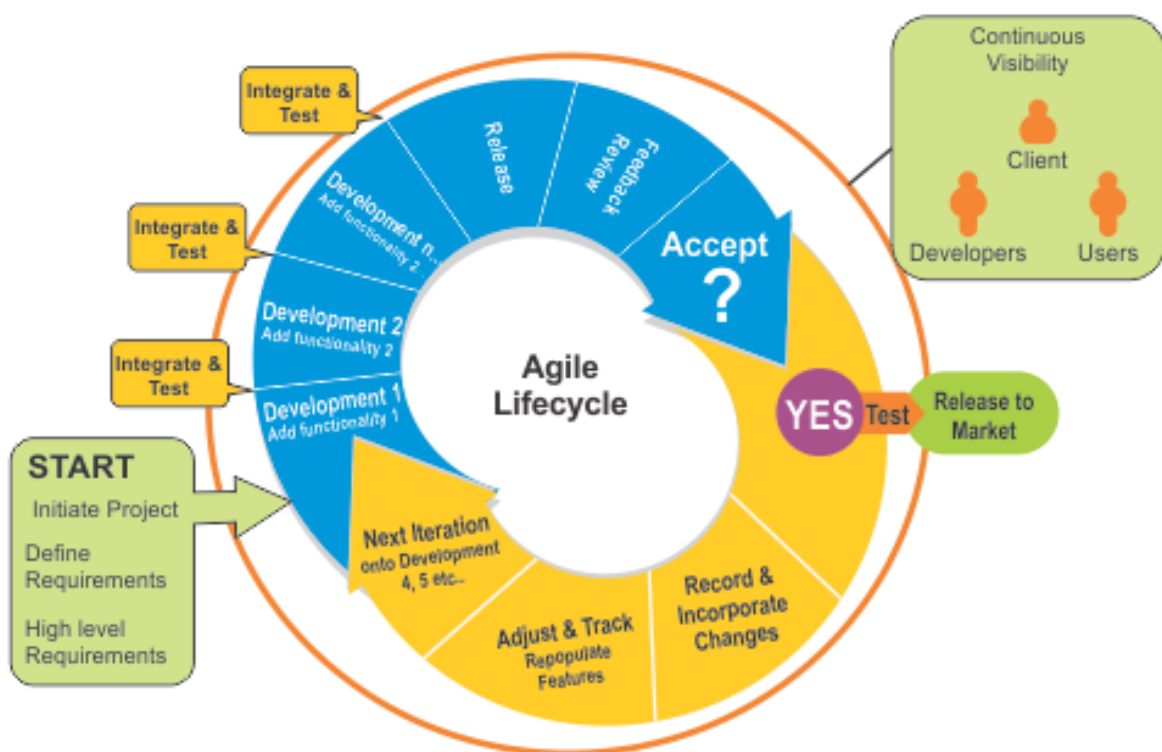 Continuous
Visibility
Client
Developers
Users
Integrate &
Test
Integrate &
Test
Integrate &
Test
START
Initiate Project
Define
Requirements
High level
Requirements
Development 1
Add functionality 1
Development 2
Add functionality 2
Development n...
Add functionality 2
Release
Feedback
Review
Accept
?
Agile
Lifecycle
YES
Test
Release to
Market
Record &
Incorporate
Changes
Adjust & Track
Repopulate
Features
Next Iteration
onto Development
4, 5 etc..